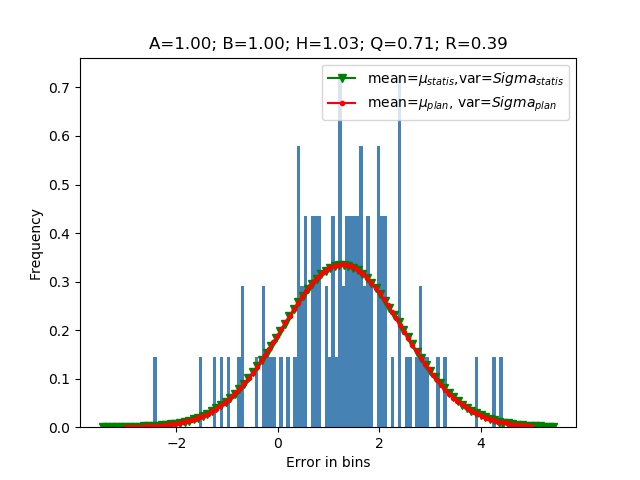 A=1.00; B=1.00; H=1.03; Q=0.71; R=0.39
mean=μstatis,var=Sigmastatis
mean=μplan, var=Sigmaplan
0.7
0.6
0.5
0.4
0.3
0.2
0.1
0.0
Frequency
−2 0 2 4
Error in bins